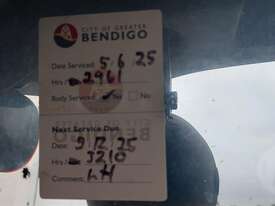 CITY OF GREATER
BENDIGO
Date Serviced: 5/6/25
Hrs / 2961
Body Serviced: Yes No
Next Service Due
Date: 9/12/25
Hrs / 3210
Comment: LH